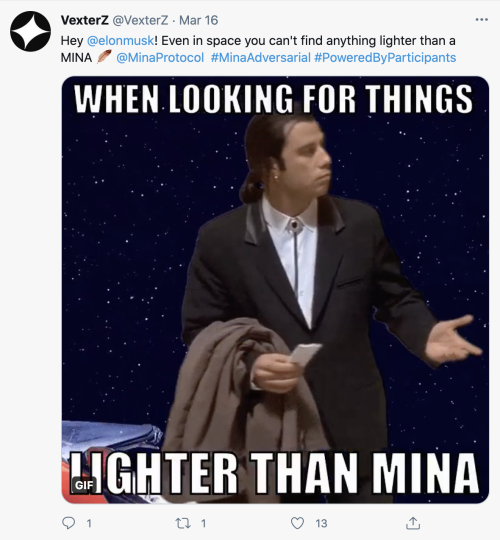 VexterZ @VexterZ · Mar 16
Hey @elonmusk! Even in space you can't find anything lighter than a
MINA 🪶 @MinaProtocol #MinaAdversarial #PoweredByParticipants
WHEN LOOKING FOR THINGS
LIGHTER THAN MINA
GIF
1 1 13